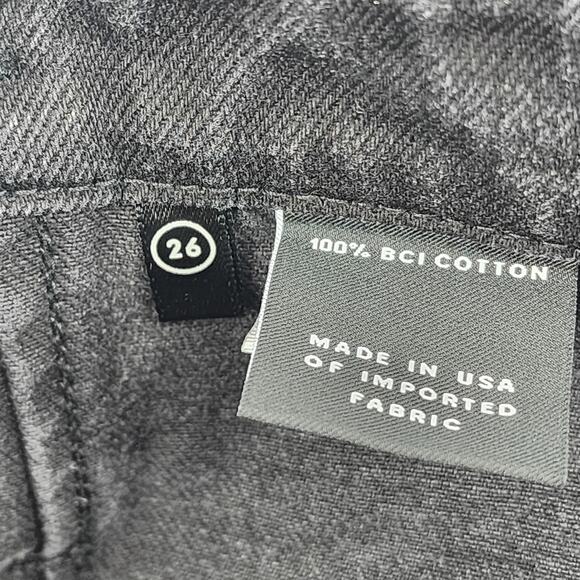 26
100% BCI COTTON
MADE IN USA
OF IMPORTED
FABRIC